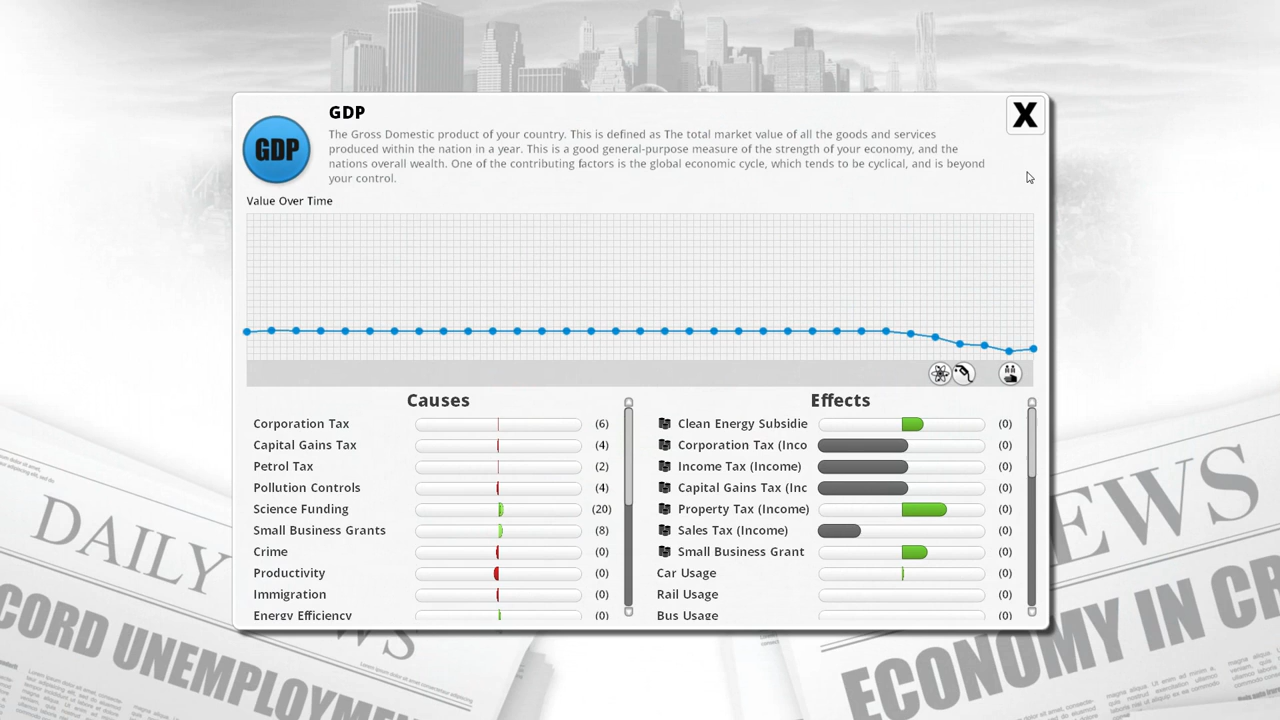 GDP
GDP
The Gross Domestic product of your country. This is defined as The total market value of all the goods and services
produced within the nation in a year. This is a good general-purpose measure of the strength of your economy, and the
nations overall wealth. One of the contributing factors is the global economic cycle, which tends to be cyclical, and is beyond
your control.
X
Value Over Time
Causes
Corporation Tax (6)
Capital Gains Tax (4)
Petrol Tax (2)
Pollution Controls (4)
Science Funding (20)
Small Business Grants (8)
Crime (0)
Productivity (0)
Immigration (0)
Energy Efficiency (0)
Effects
Clean Energy Subsidie (0)
Corporation Tax (Inco (0)
Income Tax (Income) (0)
Capital Gains Tax (Inc (0)
Property Tax (Income) (0)
Sales Tax (Income) (0)
Small Business Grant (0)
Car Usage (0)
Rail Usage (0)
Bus Usage (0)
DAILY
WS
CORD UNEMPLOYM
EWS
ECONOMY IN CR